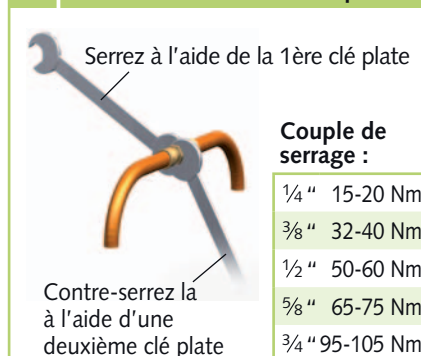 Serrez à l'aide de la 1ère clé plate
Couple de
serrage :
¼ " 15-20 Nm
⅜ " 32-40 Nm
½ " 50-60 Nm
⅝ " 65-75 Nm
¾ " 95-105 Nm
Contre-serrez la
à l'aide d'une
deuxième clé plate